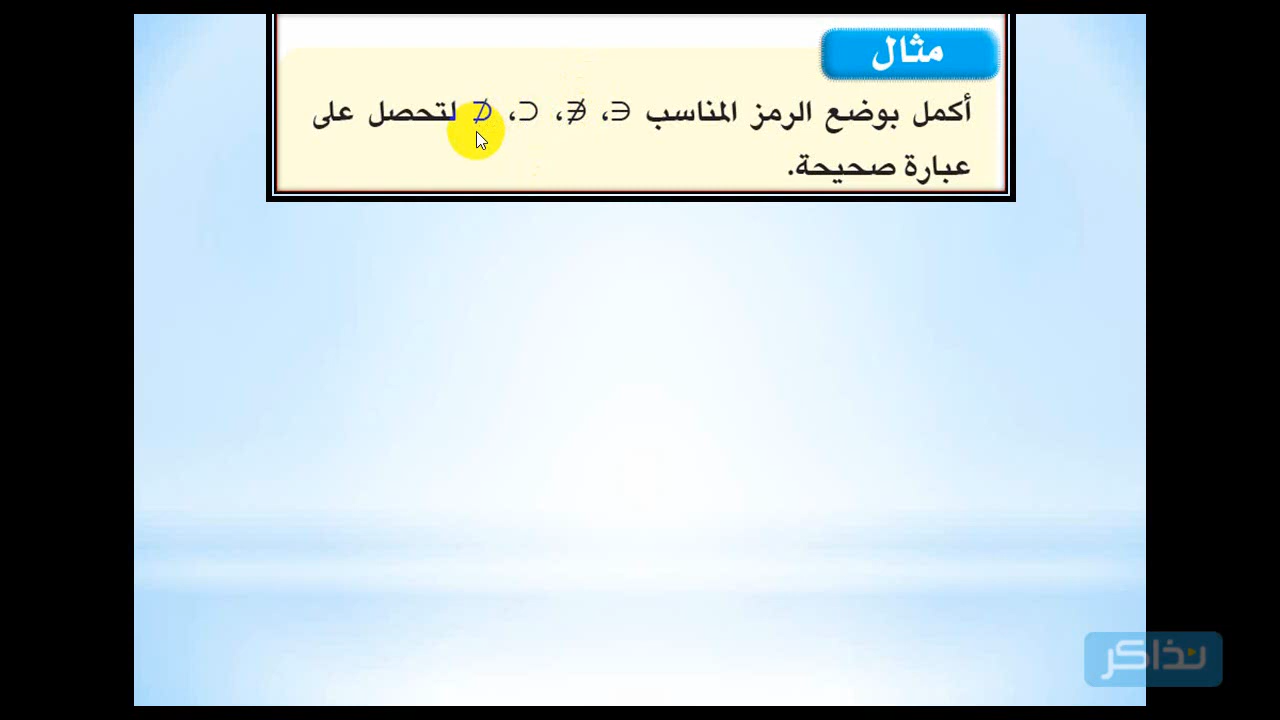 مثال
أكمل بوضع الرمز المناسب ∋، ∌، ⊃، ⊅ لتحصل على
عبارة صحيحة.
نذاكر